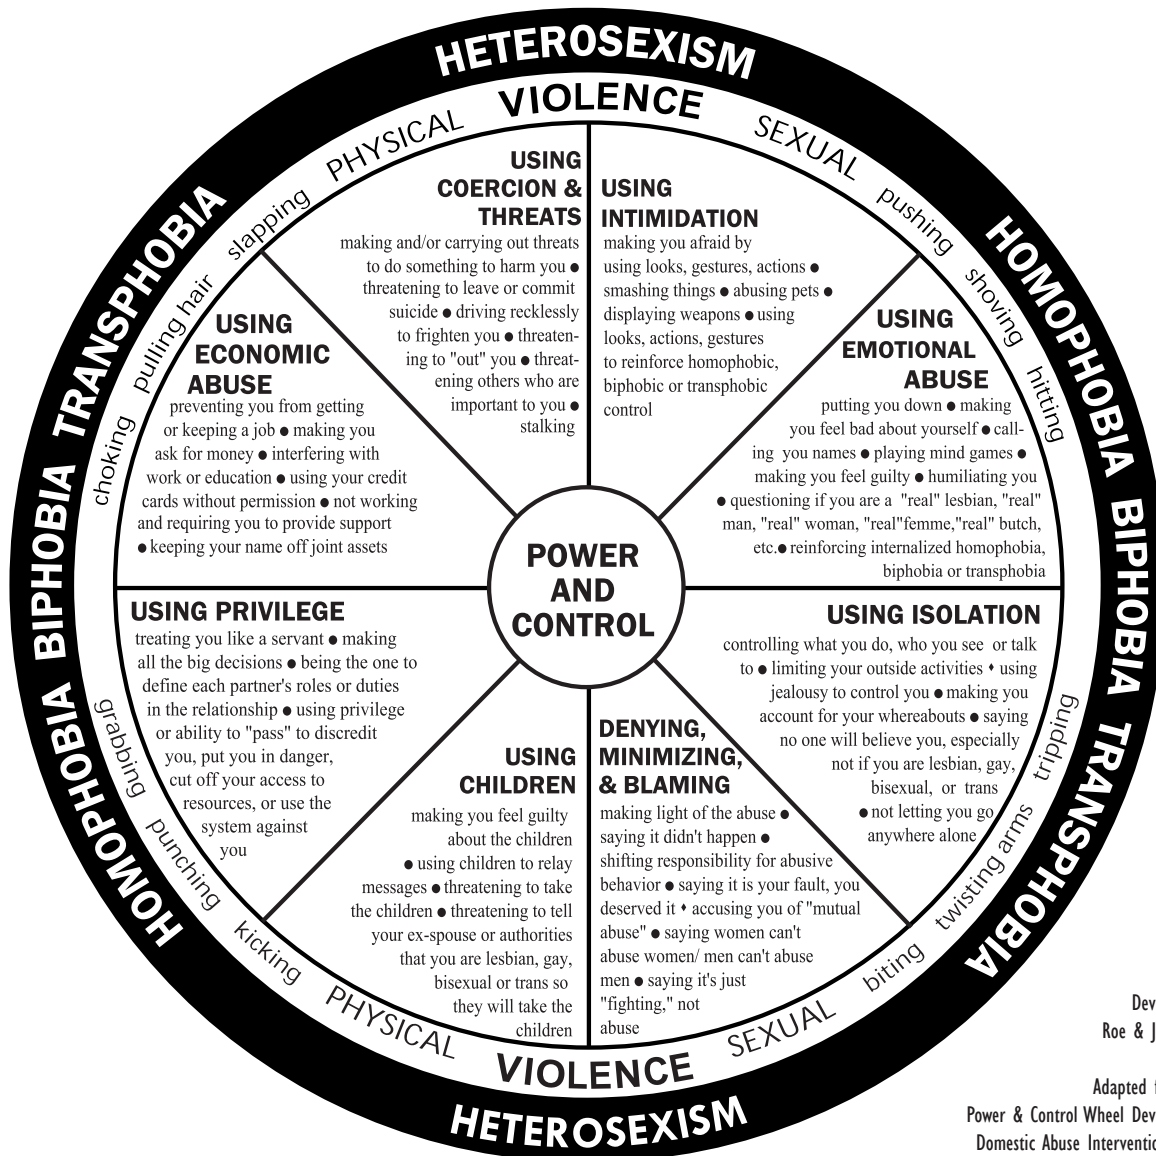 HETEROSEXISM
VIOLENCE
PHYSICAL
SEXUAL
HOMOPHOBIA BIPHOBIA TRANSPHOBIA
slapping
pulling hair
choking
pushing
shoving
hitting
HOMOPHOBIA BIPHOBIA TRANSPHOBIA
USING
COERCION &
THREATS
making and/or carrying out threats
to do something to harm you ●
threatening to leave or commit
suicide ● driving recklessly
to frighten you ● threaten-
ing to "out" you ● threat-
ening others who are
important to you ●
stalking
USING
INTIMIDATION
making you afraid by
using looks, gestures, actions ●
smashing things ● abusing pets ●
displaying weapons ● using
looks, actions, gestures
to reinforce homophobic,
biphobic or transphobic
control
USING
ECONOMIC
ABUSE
preventing you from getting
or keeping a job ● making you
ask for money ● interfering with
work or education ● using your credit
cards without permission ● not working
and requiring you to provide support
● keeping your name off joint assets
USING
EMOTIONAL
ABUSE
putting you down ● making
you feel bad about yourself ● call-
ing you names ● playing mind games ●
making you feel guilty ● humiliating you
● questioning if you are a "real" lesbian, "real"
man, "real" woman, "real"femme,"real" butch,
etc.● reinforcing internalized homophobia,
biphobia or transphobia
POWER
AND
CONTROL
USING PRIVILEGE
treating you like a servant ● making
all the big decisions ● being the one to
define each partner's roles or duties
in the relationship ● using privilege
or ability to "pass" to discredit
you, put you in danger,
cut off your access to
resources, or use the
system against
you
USING ISOLATION
controlling what you do, who you see or talk
to ● limiting your outside activities ♦ using
jealousy to control you ● making you
account for your whereabouts ● saying
no one will believe you, especially
not if you are lesbian, gay,
bisexual, or trans
● not letting you go
anywhere alone
USING
CHILDREN
making you feel guilty
about the children
● using children to relay
messages ● threatening to take
the children ● threatening to tell
your ex-spouse or authorities
that you are lesbian, gay,
bisexual or trans so
they will take the
children
DENYING,
MINIMIZING,
& BLAMING
making light of the abuse ●
saying it didn't happen ●
shifting responsibility for abusive
behavior ● saying it is your fault, you
deserved it ♦ accusing you of "mutual
abuse" ● saying women can't
abuse women/ men can't abuse
men ● saying it's just
"fighting," not
abuse
grabbing
punching
kicking
tripping
twisting arms
biting
PHYSICAL
SEXUAL
VIOLENCE
HETEROSEXISM
Roe &
Adapted
Power & Control Wheel
Domestic Abuse